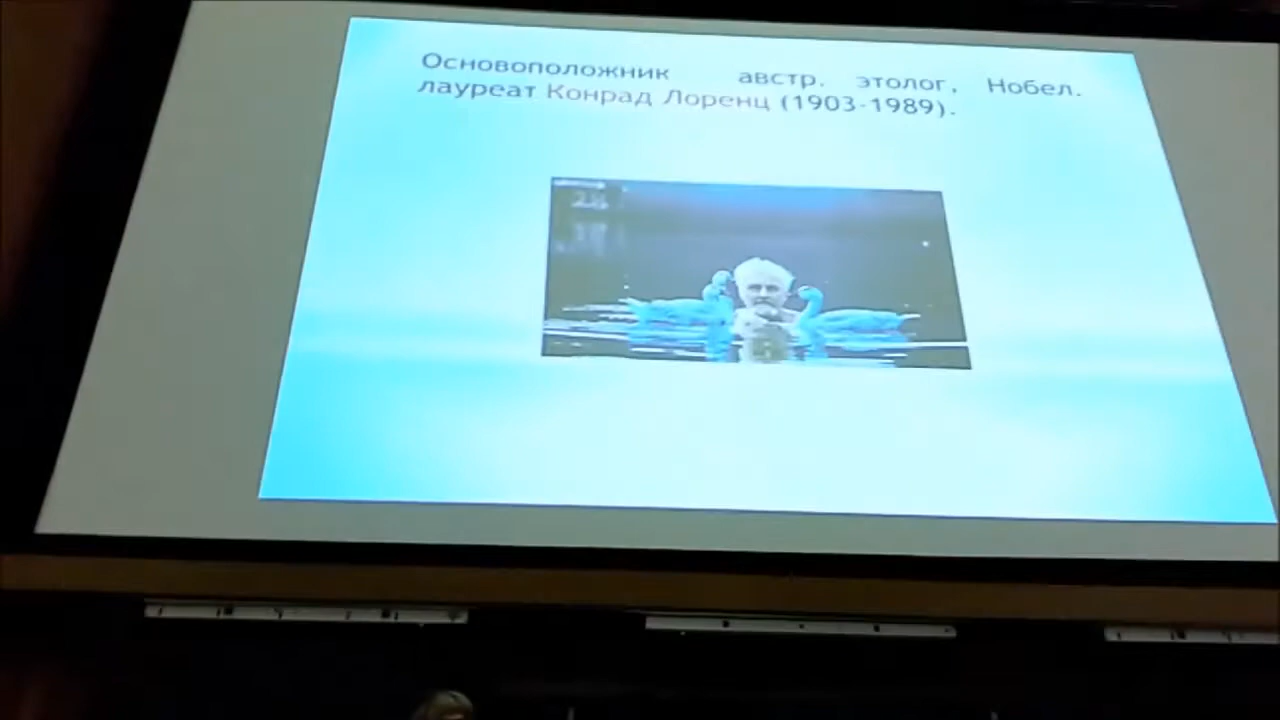 Основоположник австр. этолог, Нобел.
лауреат Конрад Лоренц (1903-1989).